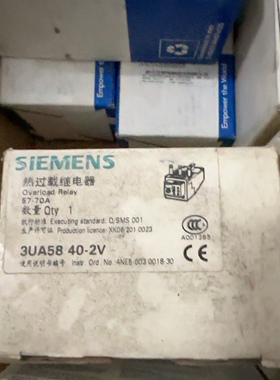 Empower the World
Empower the World
SIEMENS
热过载继电器
Overload Relay
57-70A
数量 Qty 1
执行标准 Executing standard: Q/SMS 001
生产许可证 Production licence: XK06 201 0023
3UA58 40-2V
使用说明书编号 Instr. Ord. No. 4NEB 003 0018-30
CCC
A001385